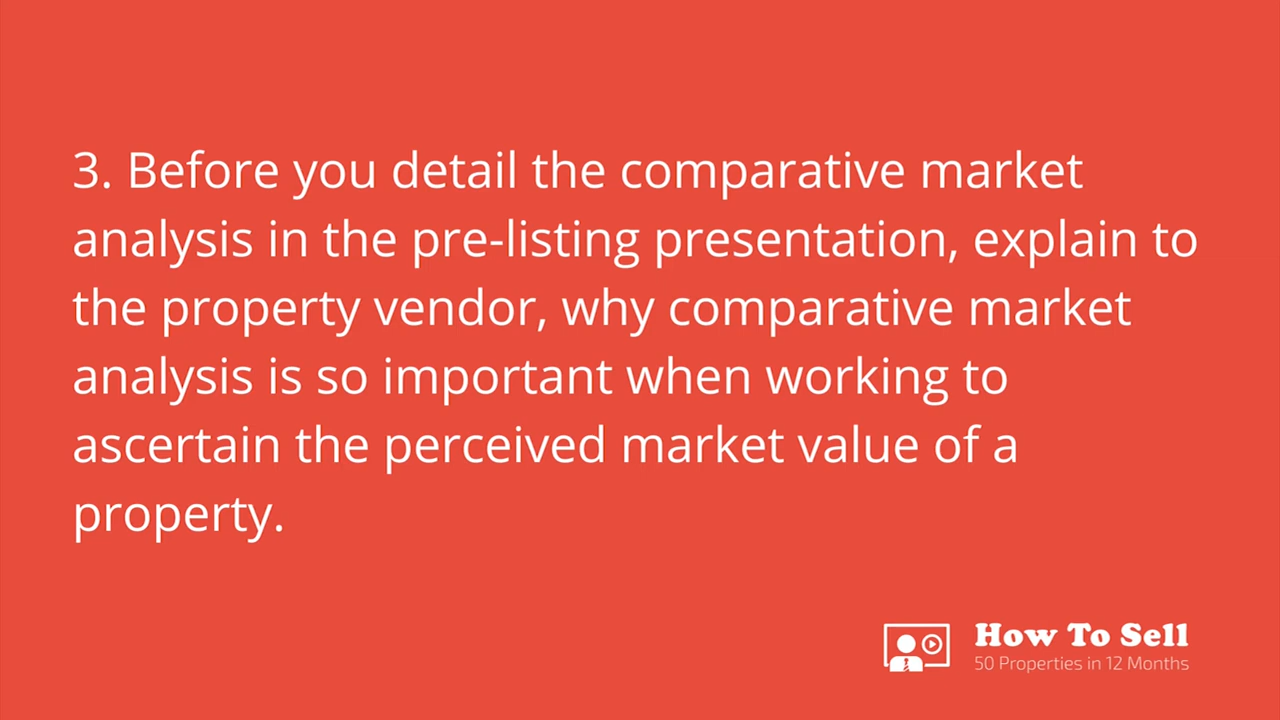 3. Before you detail the comparative market
analysis in the pre-listing presentation, explain to
the property vendor, why comparative market
analysis is so important when working to
ascertain the perceived market value of a
property.
How To Sell
50 Properties in 12 Months